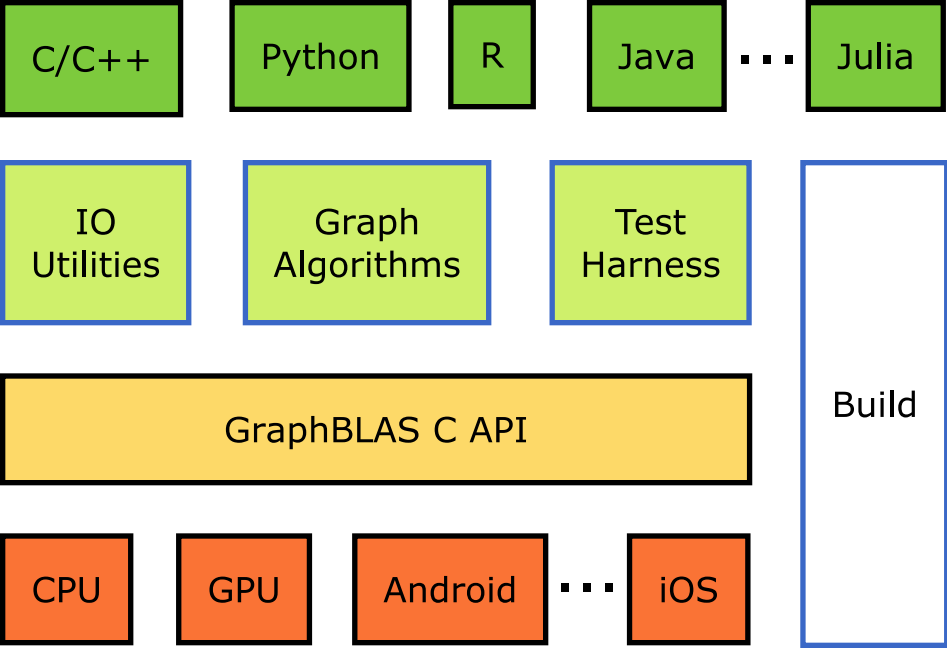 C/C++ Python R Java ... Julia
IO
Utilities
Graph
Algorithms
Test
Harness
Build
GraphBLAS C API
CPU GPU Android ... iOS